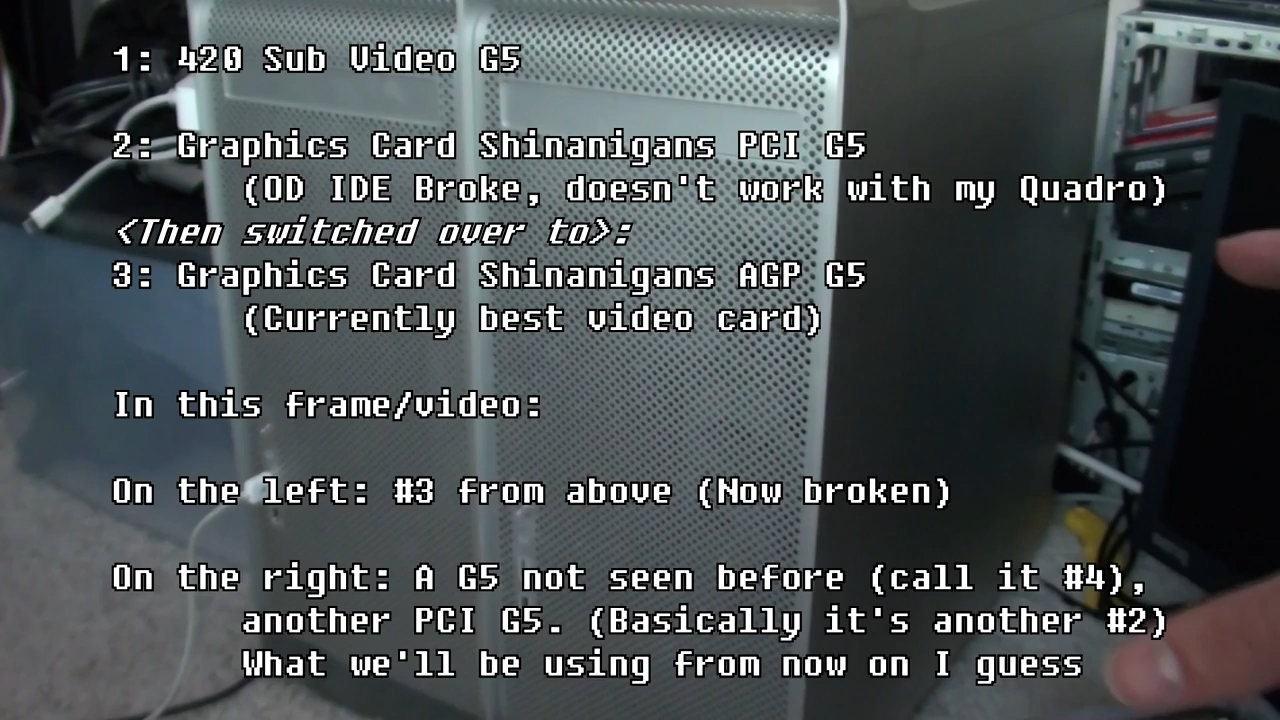 1: 420 Sub Video G5
2: Graphics Card Shinanigans PCI G5
(OD IDE Broke, doesn't work with my Quadro)
<Then switched over to>:
3: Graphics Card Shinanigans AGP G5
(Currently best video card)
In this frame/video:
On the left: #3 from above (Now broken)
On the right: A G5 not seen before (call it #4),
another PCI G5. (Basically it's another #2)
What we'll be using from now on I guess